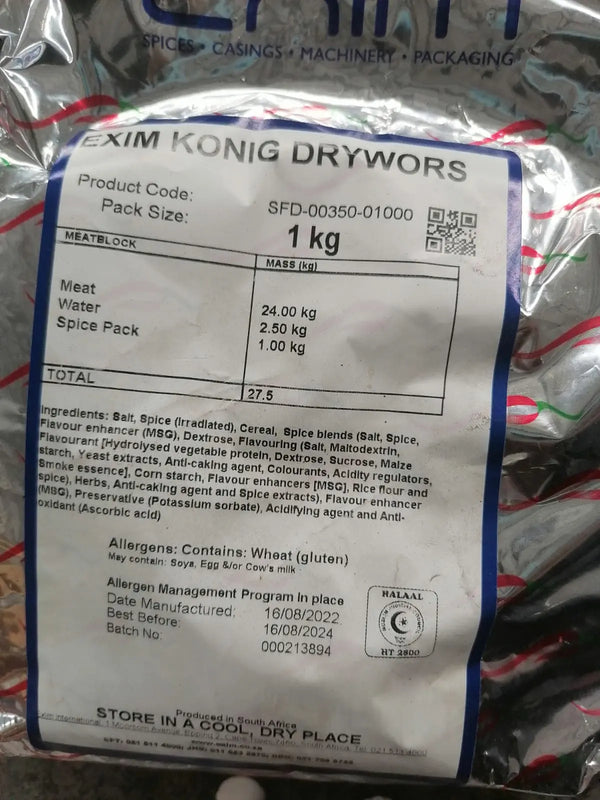 EXIM
SPICES • CASINGS • MACHINERY • PACKAGING
EXIM KONIG DRYWORS
Product Code: SFD-00350-01000
Pack Size: 1 kg
MEATBLOCK MASS (kg)
Meat 24.00 kg
Water 2.50 kg
Spice Pack 1.00 kg
TOTAL 27.5
Ingredients: Salt, Spice (Irradiated), Cereal, Spice blends (Salt, Spice,
Flavour enhancer (MSG), Dextrose, Flavouring (Salt, Maltodextrin,
Flavourant [Hydrolysed vegetable protein, Dextrose, Sucrose, Maize
starch, Yeast extracts, Anti-caking agent, Colourants, Acidity regulators,
Smoke essence], Corn starch, Flavour enhancers [MSG], Rice flour and
spice), Herbs, Anti-caking agent and Spice extracts), Flavour enhancer
(MSG), Preservative (Potassium sorbate), Acidifying agent and Anti-
oxidant (Ascorbic acid)
Allergens: Contains: Wheat (gluten)
May contain: Soya, Egg &/or Cow's milk
Allergen Management Program in place
Date Manufactured: 16/08/2022
Best Before: 16/08/2024
Batch No: 000213894
HALAAL
HT 2800
Produced in South Africa
STORE IN A COOL, DRY PLACE
www.exim.co.za